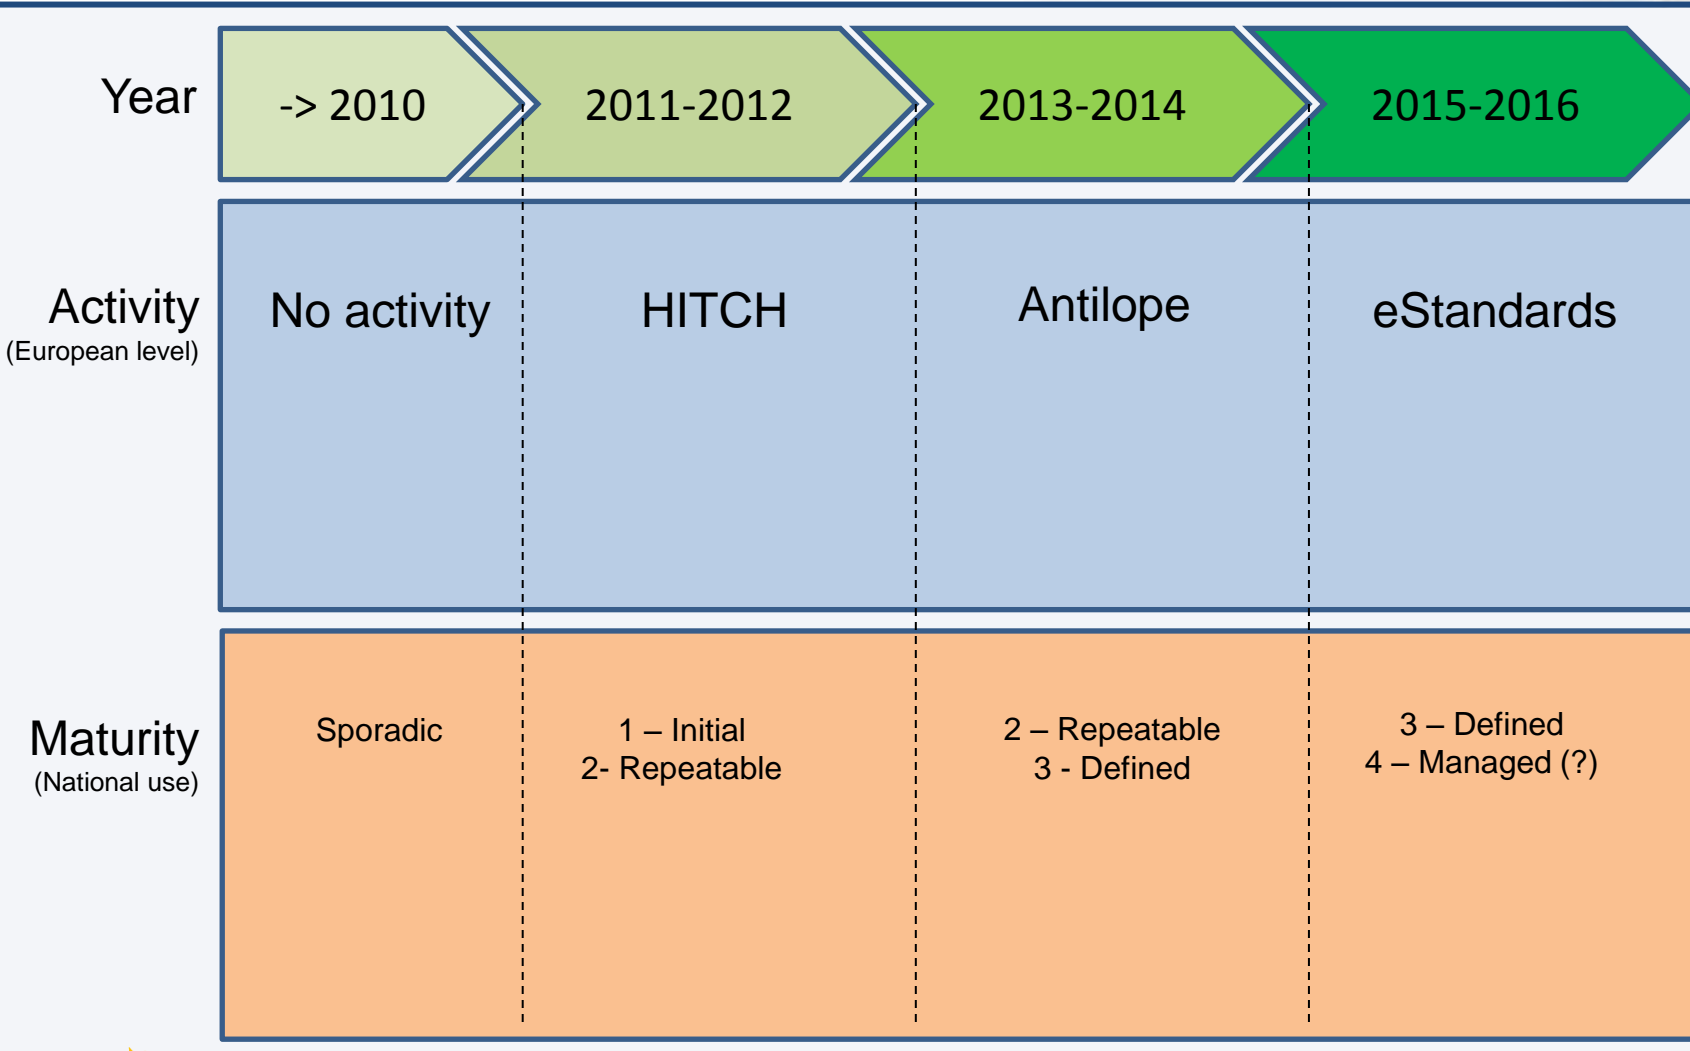 Year
-> 2010
2011-2012
2013-2014
2015-2016
Activity
(European level)
No activity
HITCH
Antilope
eStandards
Maturity
(National use)
Sporadic
1 – Initial
2- Repeatable
2 – Repeatable
3 - Defined
3 – Defined
4 – Managed (?)